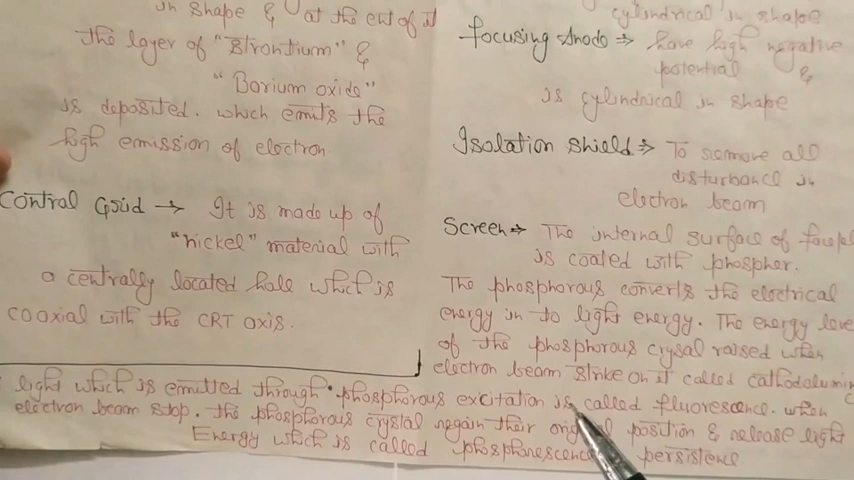 in shape & at the end of it
the layer of "Strontium" &
"Borium oxide"
is deposited. which emits the
high emission of electron
Control Grid → It is made up of
"nickel" material with
a centrally located hole which is
coaxial with the CRT axis.
cylindrical in shape
focusing Anodo ⇒ have high negative
potential &
is cylindrical in shape
Isolation shield ⇒ To remove all
disturbance in
electron beam
Screen ⇒ The internal surface of
is coated with phospher.
The phosphorous converts the electrical
energy in to light energy. The energy leve
of the phosphorous crysal raised when
electron beam strike on it called
light which is emitted through phosphorous excitation is called fluorescence. when
electron beam stop. the phosphorous crystal regain their position & release light
Energy which is called persistence